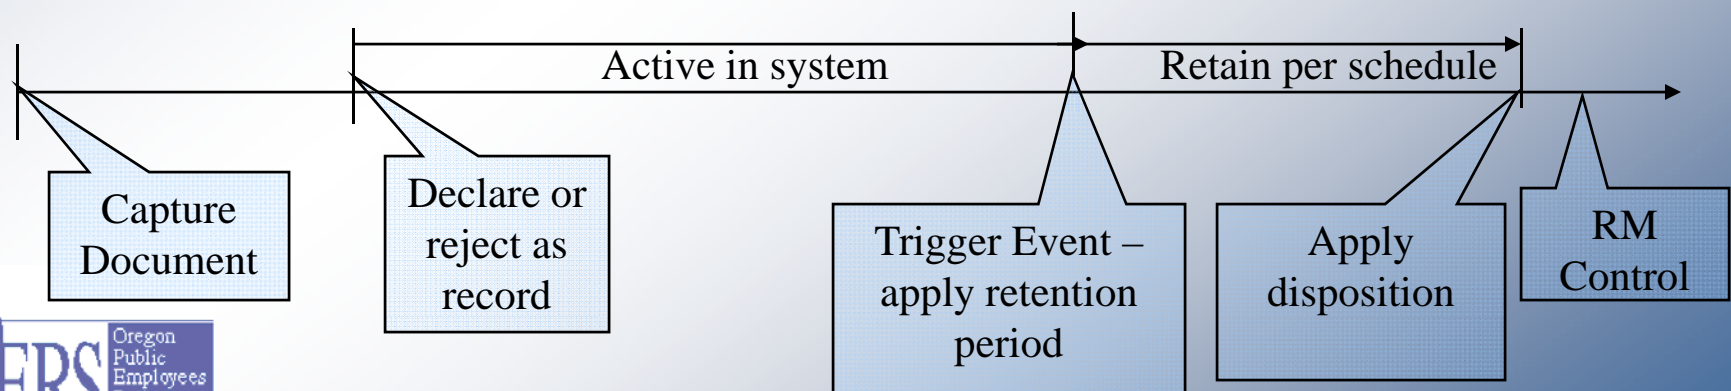 Active in system
Retain per schedule
Capture
Document
Declare or
reject as
record
Trigger Event –
apply retention
period
Apply
disposition
RM
Control
ERS
Oregon
Public
Employees